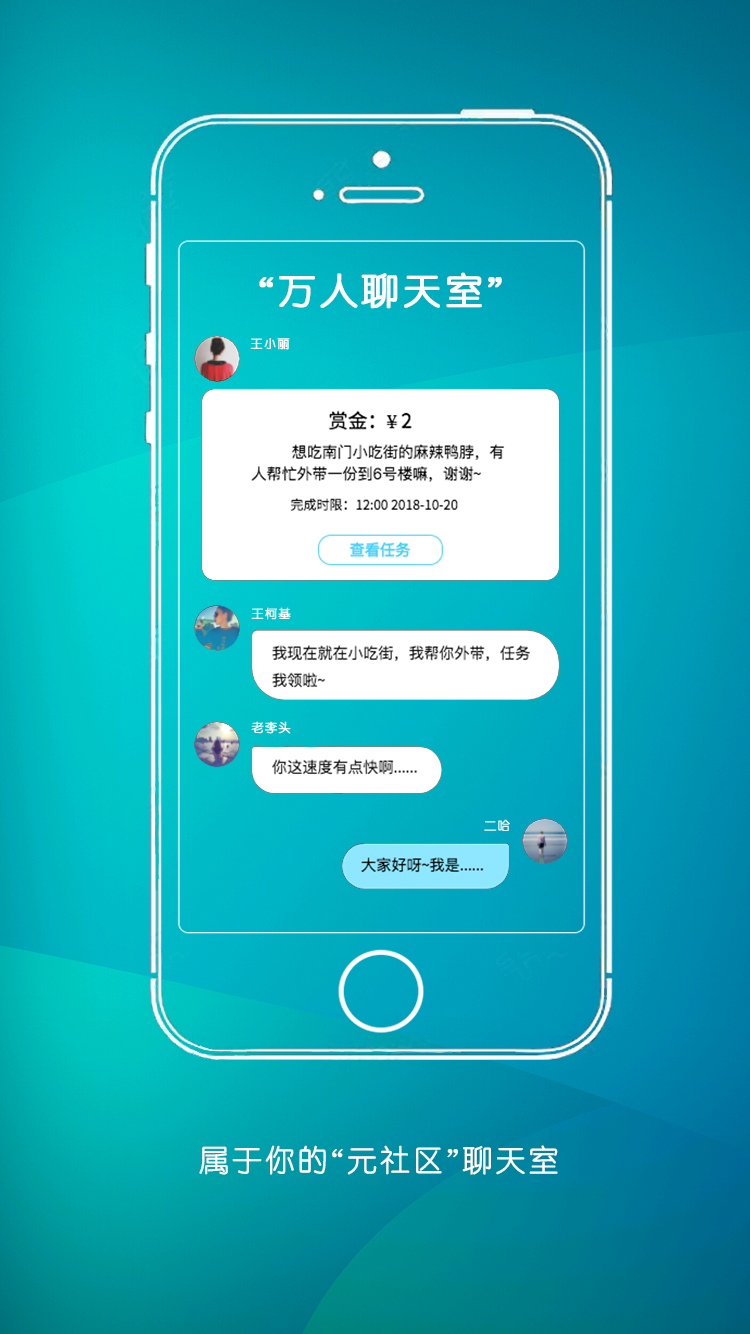 “万人聊天室”
王小丽
赏金：¥2
想吃南门小吃街的麻辣鸭脖，有
人帮忙外带一份到6号楼嘛，谢谢~
完成时限：12:00 2018-10-20
查看任务
王柯基
我现在就在小吃街，我帮你外带，任务
我领啦~
老李头
你这速度有点快啊......
二哈
大家好呀~我是......
属于你的“元社区”聊天室